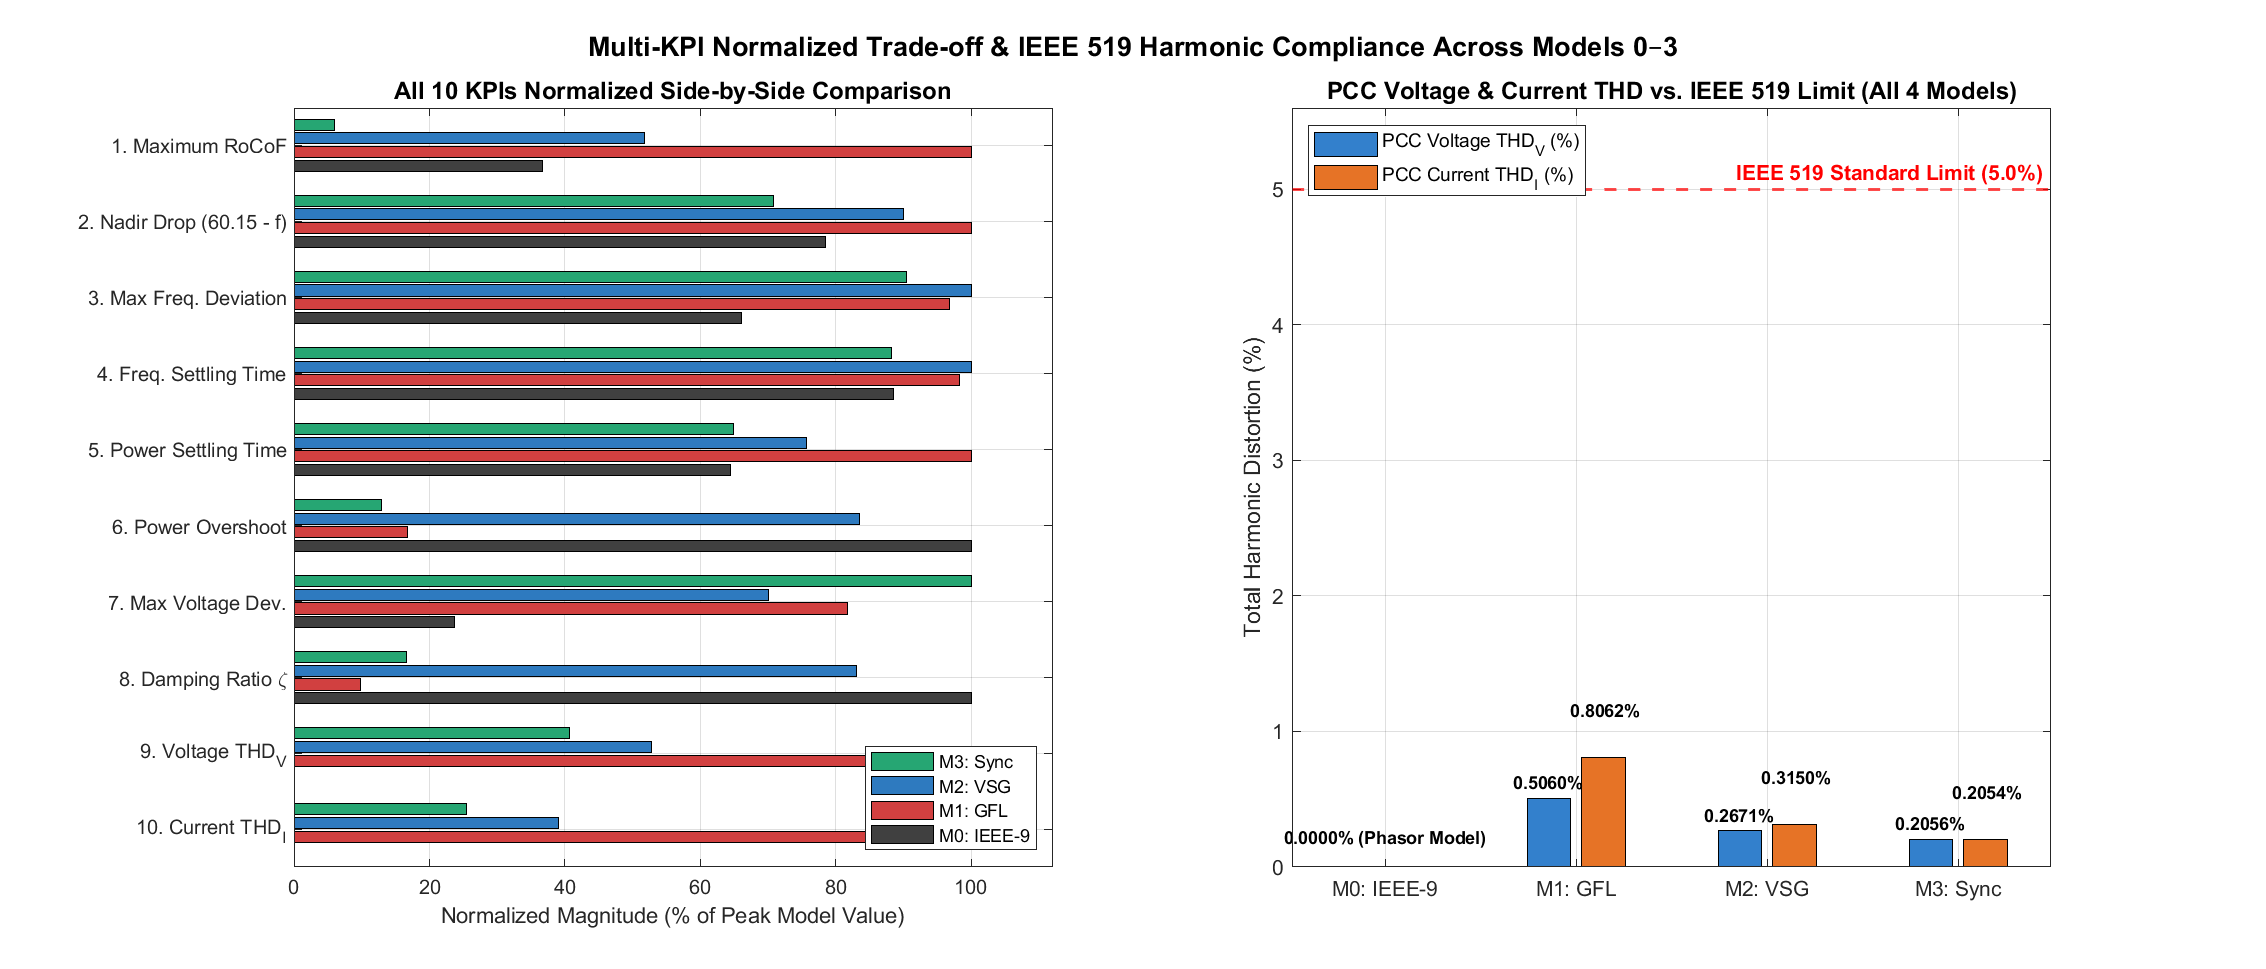 Multi-KPI Normalized Trade-off & IEEE 519 Harmonic Compliance Across Models 0–3
All 10 KPIs Normalized Side-by-Side Comparison
1. Maximum RoCoF
2. Nadir Drop (60.15 - f)
3. Max Freq. Deviation
4. Freq. Settling Time
5. Power Settling Time
6. Power Overshoot
7. Max Voltage Dev.
8. Damping Ratio ζ
9. Voltage THD_V
10. Current THD_I
M3: Sync
M2: VSG
M1: GFL
M0: IEEE-9
0 20 40 60 80 100
Normalized Magnitude (% of Peak Model Value)
PCC Voltage & Current THD vs. IEEE 519 Limit (All 4 Models)
PCC Voltage THD_V (%)
PCC Current THD_I (%)
IEEE 519 Standard Limit (5.0%)
Total Harmonic Distortion (%)
5
4
3
2
1
0
0.0000% (Phasor Model)
0.5060%
0.8062%
0.2671%
0.3150%
0.2056%
0.2054%
M0: IEEE-9 M1: GFL M2: VSG M3: Sync